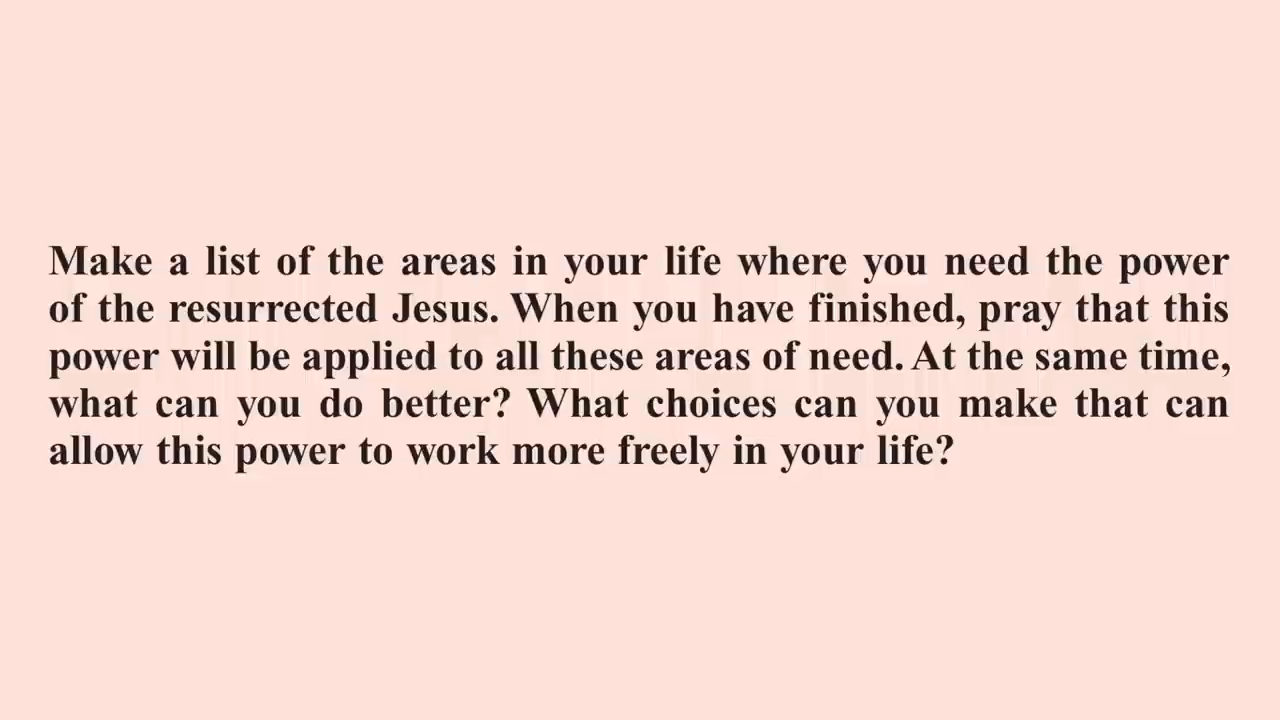 Make a list of the areas in your life where you need the power
of the resurrected Jesus. When you have finished, pray that this
power will be applied to all these areas of need. At the same time,
what can you do better? What choices can you make that can
allow this power to work more freely in your life?